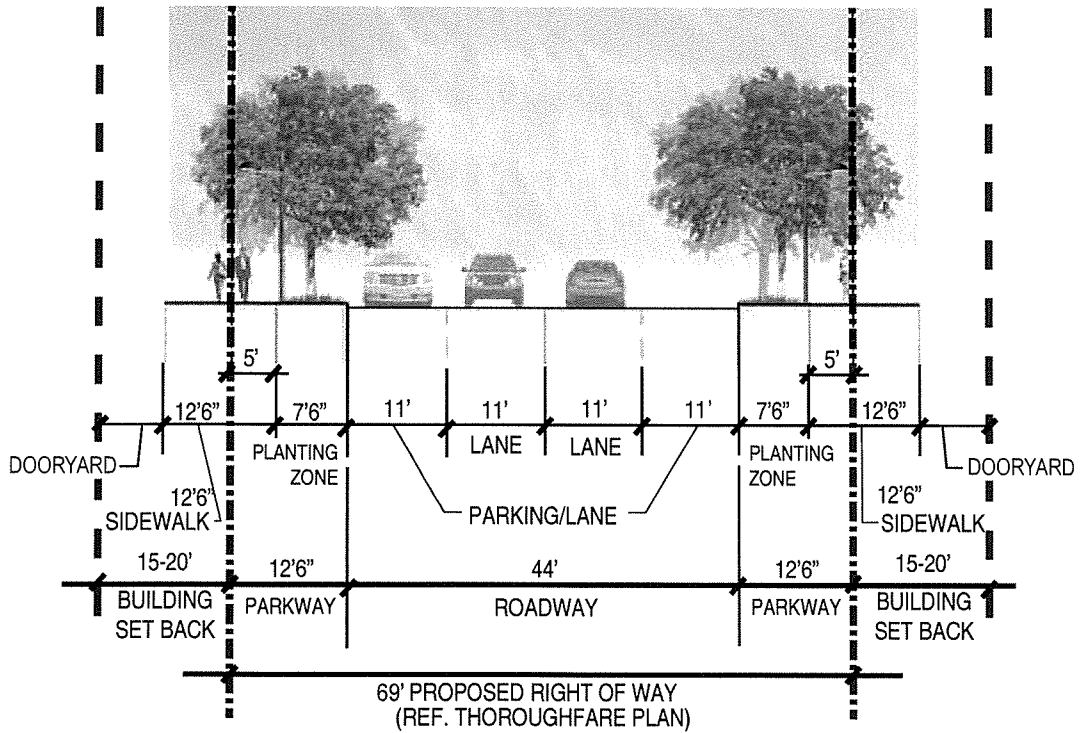 5'
5'
12'6"
7'6"
11'
11'
11'
11'
7'6"
12'6"
DOORYARD
PLANTING
ZONE
LANE
LANE
PLANTING
ZONE
DOORYARD
12'6"
SIDEWALK
PARKING/LANE
12'6"
SIDEWALK
15-20'
12'6"
44'
12'6"
15-20'
BUILDING
SET BACK
PARKWAY
ROADWAY
PARKWAY
BUILDING
SET BACK
69' PROPOSED RIGHT OF WAY
(REF. THOROUGHFARE PLAN)